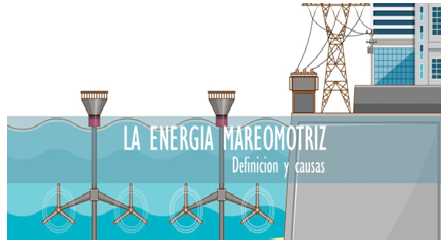 LA ENERGIA MAREOMOTRIZ
Definicion y causas